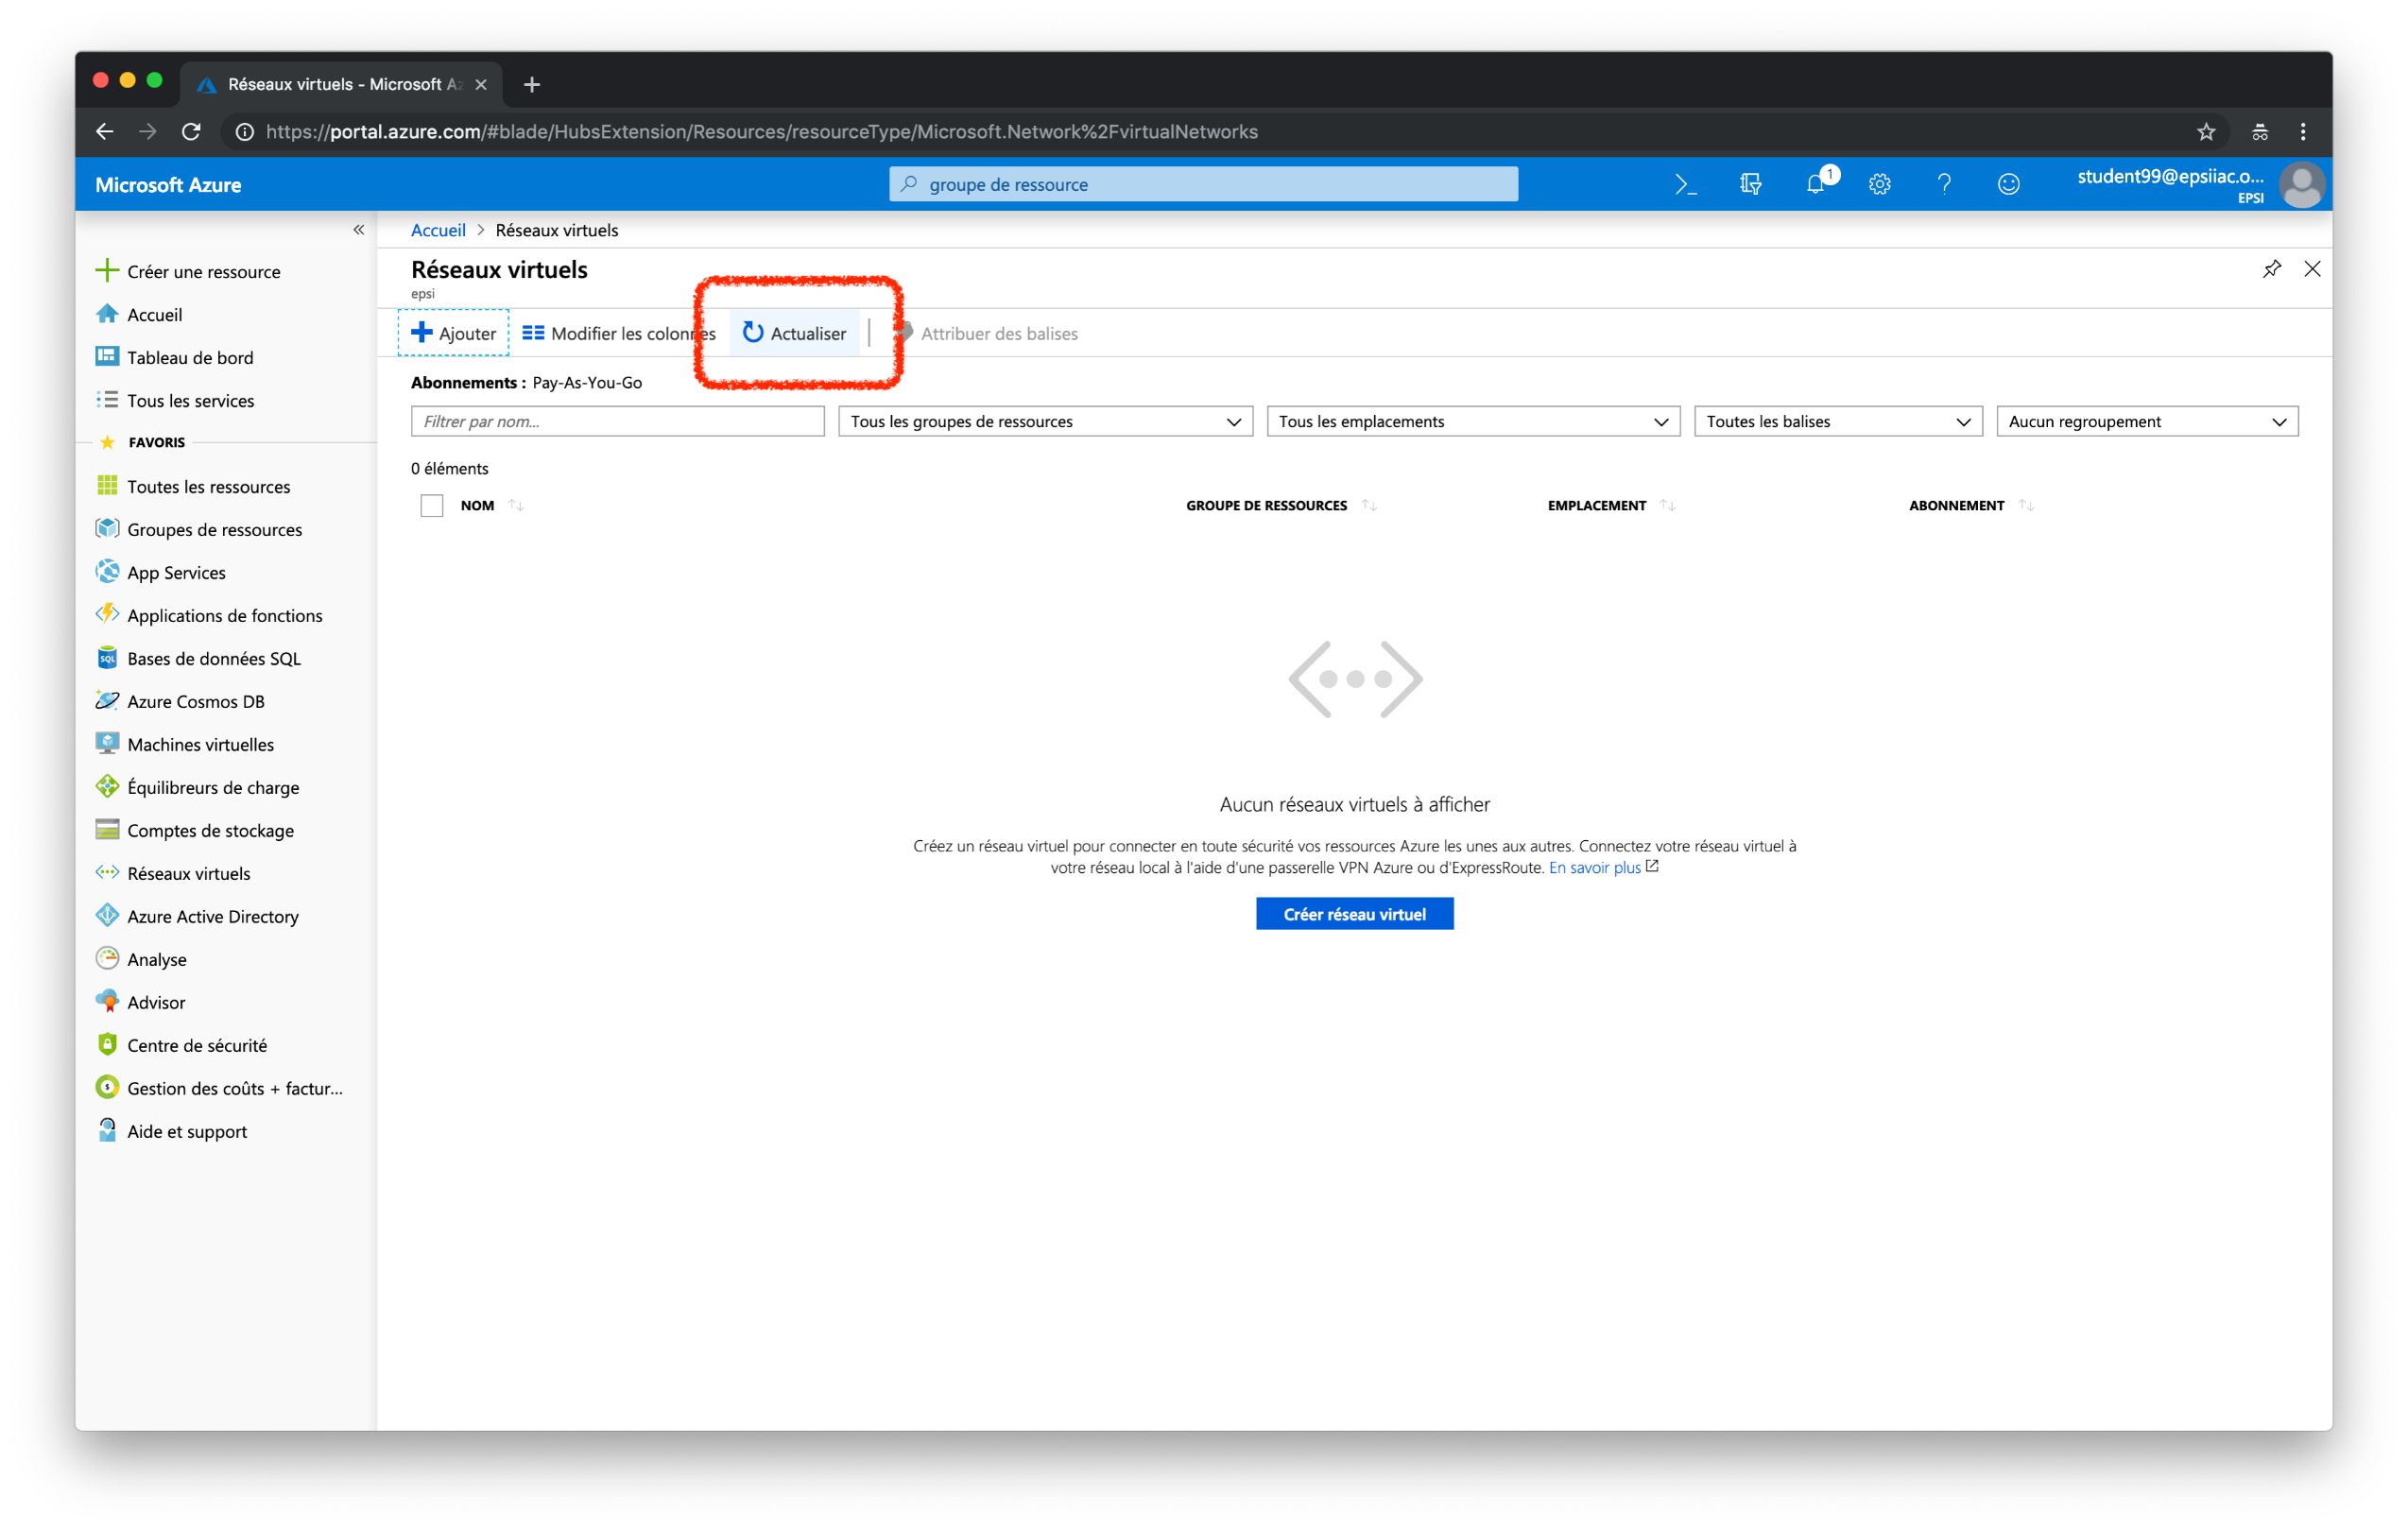 Réseaux virtuels - Microsoft Az
https://portal.azure.com/#blade/HubsExtension/Resources/resourceType/Microsoft.Network%2FvirtualNetworks
Microsoft Azure
groupe de ressource
1
student99@epsiiac.o...
EPSI
Créer une ressource
Accueil
Tableau de bord
Tous les services
FAVORIS
Toutes les ressources
Groupes de ressources
App Services
Applications de fonctions
SQL
Bases de données SQL
Azure Cosmos DB
Machines virtuelles
Équilibreurs de charge
Comptes de stockage
Réseaux virtuels
Azure Active Directory
Analyse
Advisor
Centre de sécurité
Gestion des coûts + factur...
Aide et support
Accueil > Réseaux virtuels
Réseaux virtuels
epsi
Ajouter Modifier les colonnes Actualiser Attribuer des balises
Abonnements : Pay-As-You-Go
Filtrer par nom... Tous les groupes de ressources Tous les emplacements Toutes les balises Aucun regroupement
0 éléments
NOM GROUPE DE RESSOURCES EMPLACEMENT ABONNEMENT
Aucun réseaux virtuels à afficher
Créez un réseau virtuel pour connecter en toute sécurité vos ressources Azure les unes aux autres. Connectez votre réseau virtuel à
votre réseau local à l'aide d'une passerelle VPN Azure ou d'ExpressRoute. En savoir plus
Créer réseau virtuel